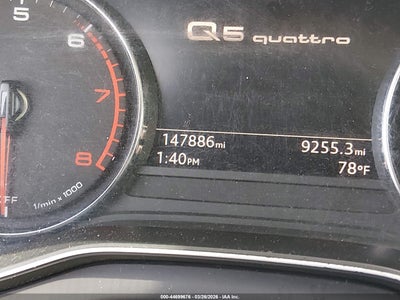 5
6
7
8
Q5 quattro
147886mi 9255.3mi
1:40PM 78°F
1/min x 1000
000-44699676 - 03/28/2026 - IAA Inc.